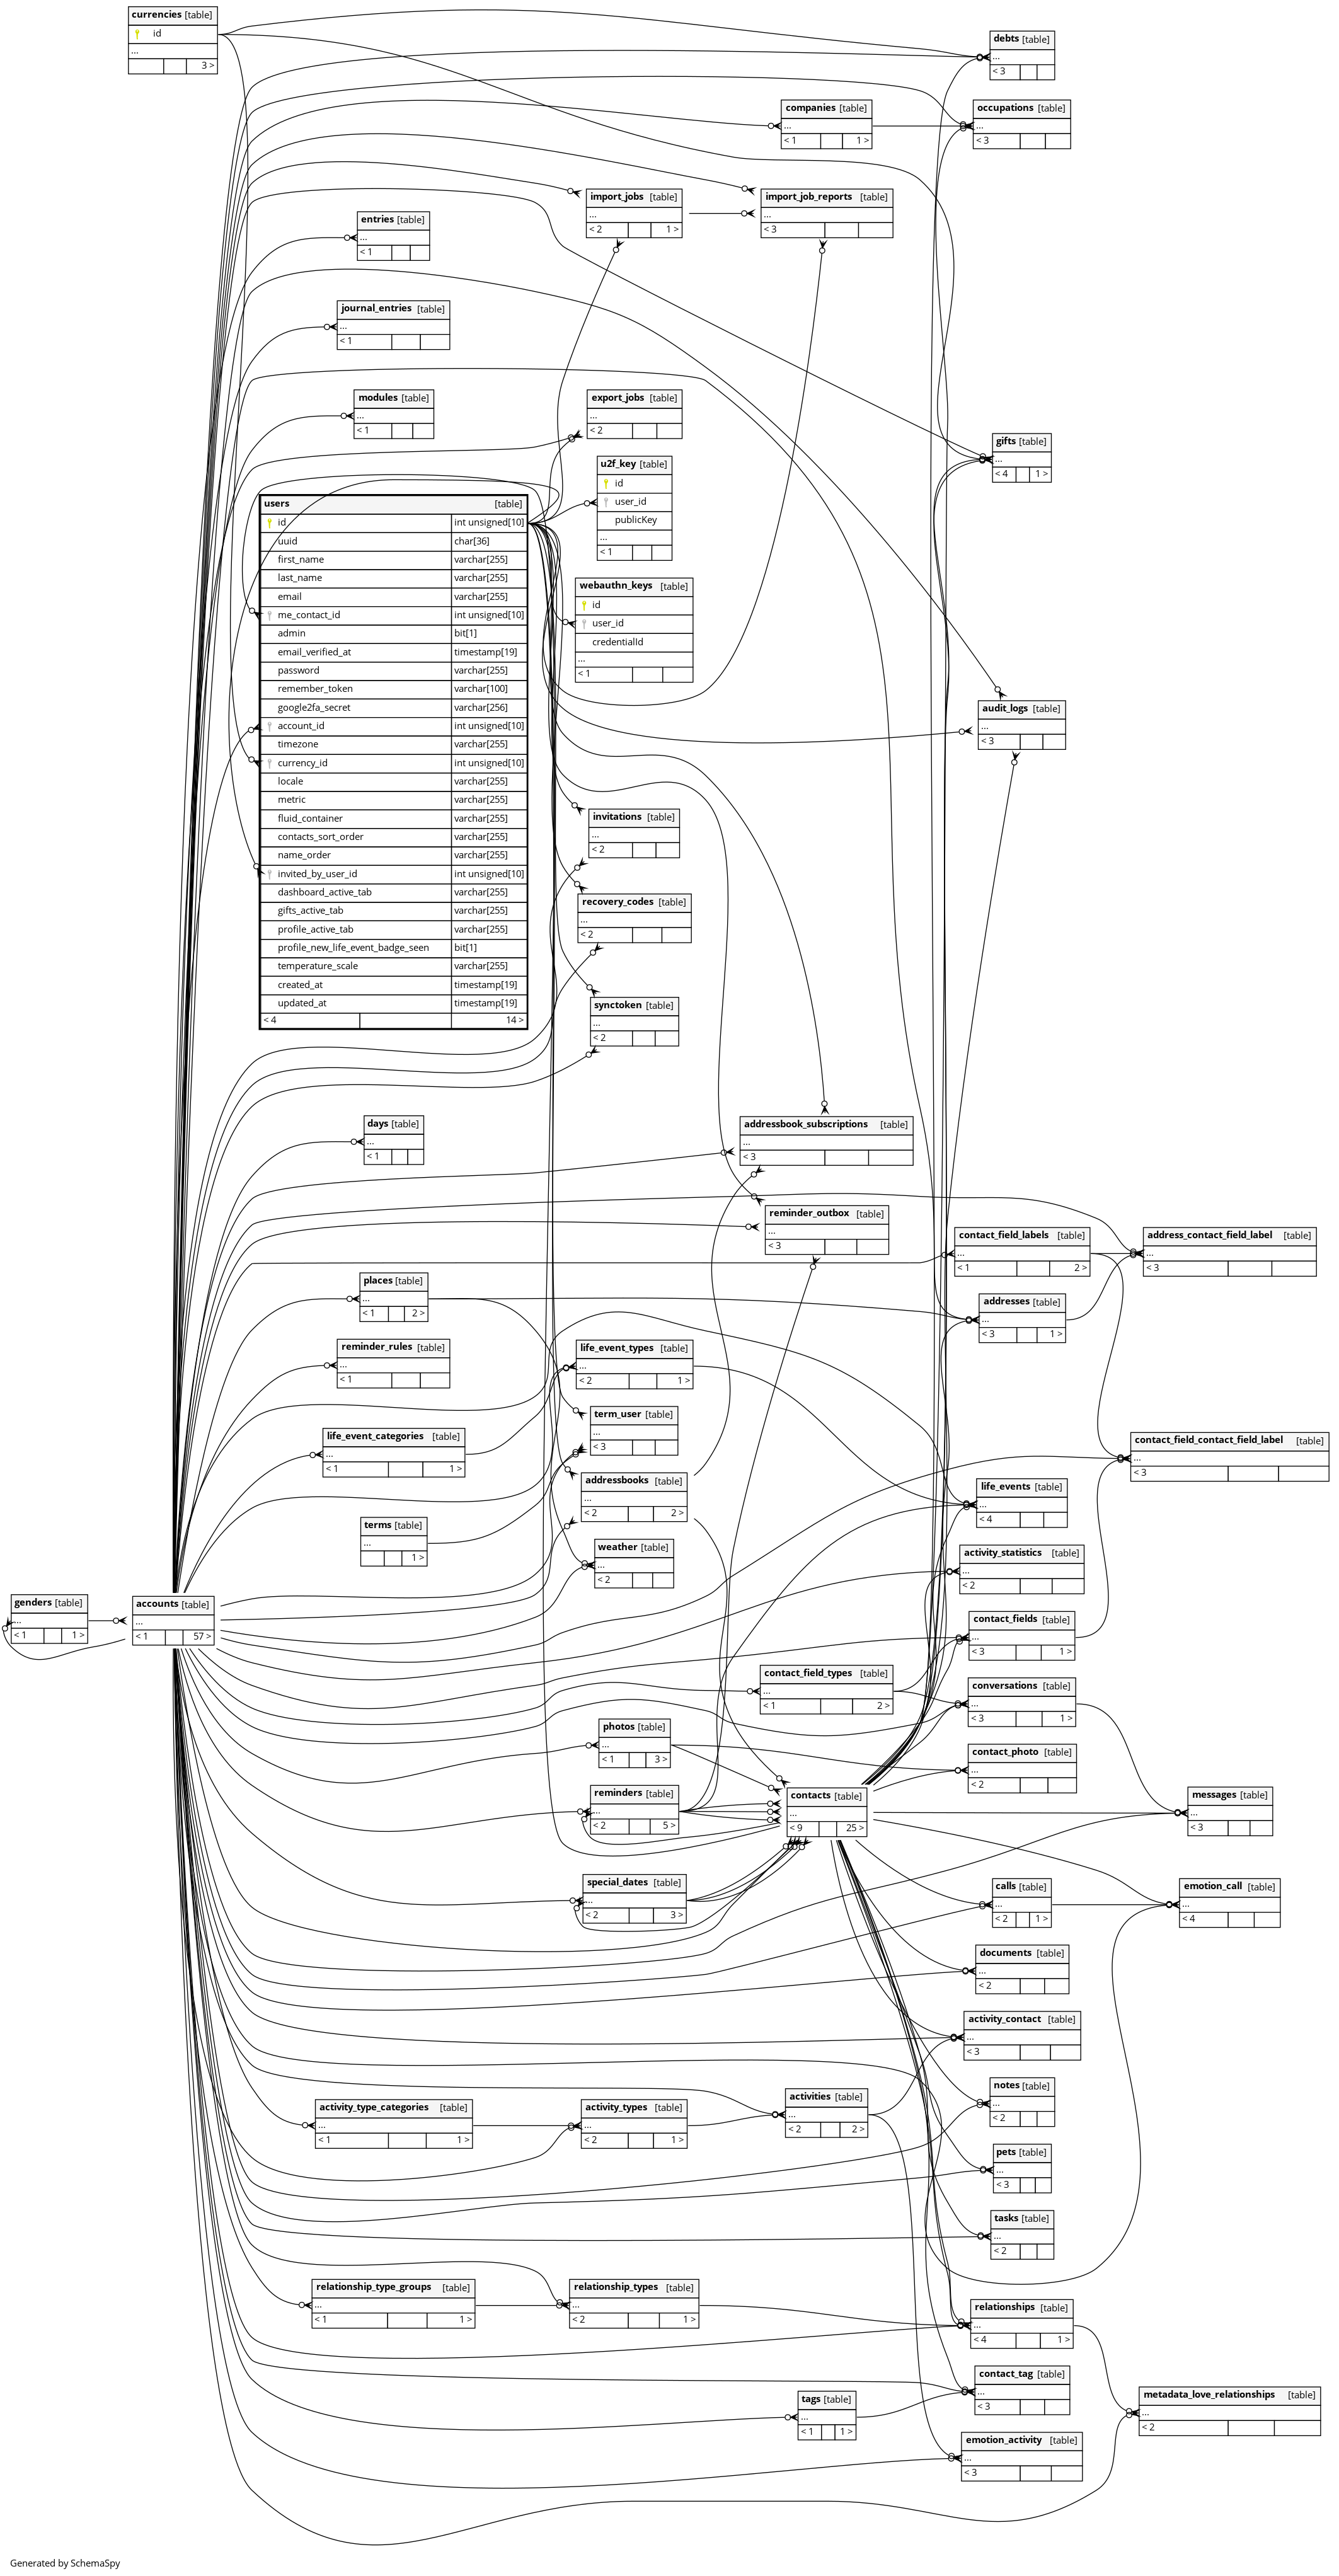 currencies [table]
id
...
3 >
debts [table]
...
< 3
companies [table]
...
< 1 1 >
occupations [table]
...
< 3
import_jobs [table]
...
< 2 1 >
import_job_reports [table]
...
< 3
entries [table]
...
< 1
journal_entries [table]
...
< 1
modules [table]
...
< 1
export_jobs [table]
...
< 2
gifts [table]
...
< 4 1 >
u2f_key [table]
id
user_id
publicKey
...
< 1
users [table]
id int unsigned[10]
uuid char[36]
first_name varchar[255]
last_name varchar[255]
email varchar[255]
me_contact_id int unsigned[10]
admin bit[1]
email_verified_at timestamp[19]
password varchar[255]
remember_token varchar[100]
google2fa_secret varchar[256]
account_id int unsigned[10]
timezone varchar[255]
currency_id int unsigned[10]
locale varchar[255]
metric varchar[255]
fluid_container varchar[255]
contacts_sort_order varchar[255]
name_order varchar[255]
invited_by_user_id int unsigned[10]
dashboard_active_tab varchar[255]
gifts_active_tab varchar[255]
profile_active_tab varchar[255]
profile_new_life_event_badge_seen bit[1]
temperature_scale varchar[255]
created_at timestamp[19]
updated_at timestamp[19]
< 4 14 >
webauthn_keys [table]
id
user_id
credentialId
...
< 1
audit_logs [table]
...
< 3
invitations [table]
...
< 2
recovery_codes [table]
...
< 2
synctoken [table]
...
< 2
days [table]
...
< 1
addressbook_subscriptions [table]
...
< 3
reminder_outbox [table]
...
< 3
contact_field_labels [table]
...
< 1 2 >
address_contact_field_label [table]
...
< 3
places [table]
...
< 1 2 >
addresses [table]
...
< 3 1 >
reminder_rules [table]
...
< 1
life_event_types [table]
...
< 2 1 >
term_user [table]
...
< 3
life_event_categories [table]
...
< 1 1 >
contact_field_contact_field_label [table]
...
< 3
addressbooks [table]
...
< 2 2 >
life_events [table]
...
< 4
terms [table]
...
1 >
weather [table]
...
< 2
activity_statistics [table]
...
< 2
genders [table]
...
< 1 1 >
accounts [table]
...
< 1 57 >
contact_fields [table]
...
< 3 1 >
contact_field_types [table]
...
< 1 2 >
conversations [table]
...
< 3 1 >
photos [table]
...
< 1 3 >
contact_photo [table]
...
< 2
reminders [table]
...
< 2 5 >
contacts [table]
...
< 9 25 >
messages [table]
...
< 3
special_dates [table]
...
< 2 3 >
calls [table]
...
< 2 1 >
emotion_call [table]
...
< 4
documents [table]
...
< 2
activity_contact [table]
...
< 3
notes [table]
...
< 2
activity_type_categories [table]
...
< 1 1 >
activity_types [table]
...
< 2 1 >
activities [table]
...
< 2 2 >
pets [table]
...
< 3
tasks [table]
...
< 2
relationship_type_groups [table]
...
< 1 1 >
relationship_types [table]
...
< 2 1 >
relationships [table]
...
< 4 1 >
contact_tag [table]
...
< 3
tags [table]
...
< 1 1 >
metadata_love_relationships [table]
...
< 2
emotion_activity [table]
...
< 3
Generated by SchemaSpy